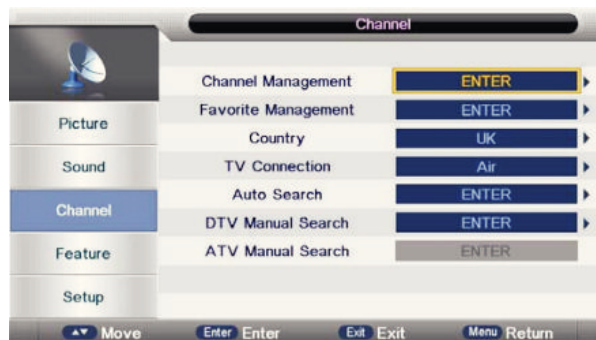 Channel
Channel Management ENTER
Favorite Management ENTER
Country UK
TV Connection Air
Auto Search ENTER
DTV Manual Search ENTER
ATV Manual Search ENTER
Picture
Sound
Channel
Feature
Setup
Move Enter Enter Exit Exit Menu Return